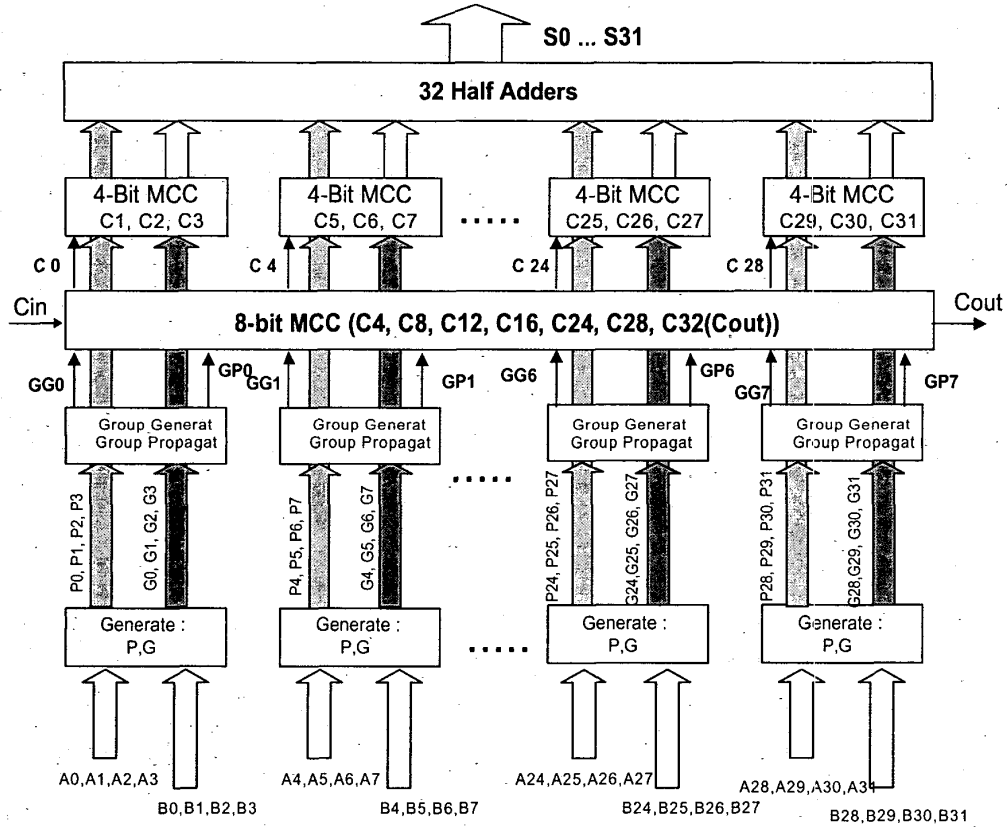 S0 ... S31
32 Half Adders
4-Bit MCC
C1, C2, C3
4-Bit MCC
C5, C6, C7
.....
4-Bit MCC
C25, C26, C27
4-Bit MCC
C29, C30, C31
C 0
C 4
C 24
C 28
Cin
8-bit MCC (C4, C8, C12, C16, C24, C28, C32(Cout))
Cout
GG0
GP0
GG1
GP1
GG6
GP6
GG7
GP7
Group Generat
Group Propagat
Group Generat
Group Propagat
Group Generat
Group Propagat
Group Generat
Group Propagat
.....
P0, P1, P2, P3
G0, G1, G2, G3
P4, P5, P6, P7
G4, G5, G6, G7
P24, P25, P26, P27
G24,G25, G26, G27
P28, P29, P30, P31
G28,G29, G30, G31
Generate :
P,G
Generate :
P,G
.....
Generate :
P,G
Generate :
P,G
A0,A1,A2,A3
B0,B1,B2,B3
A4,A5,A6,A7
B4,B5,B6,B7
A24,A25,A26,A27
B24,B25,B26,B27
A28,A29,A30,A31
B28,B29,B30,B31